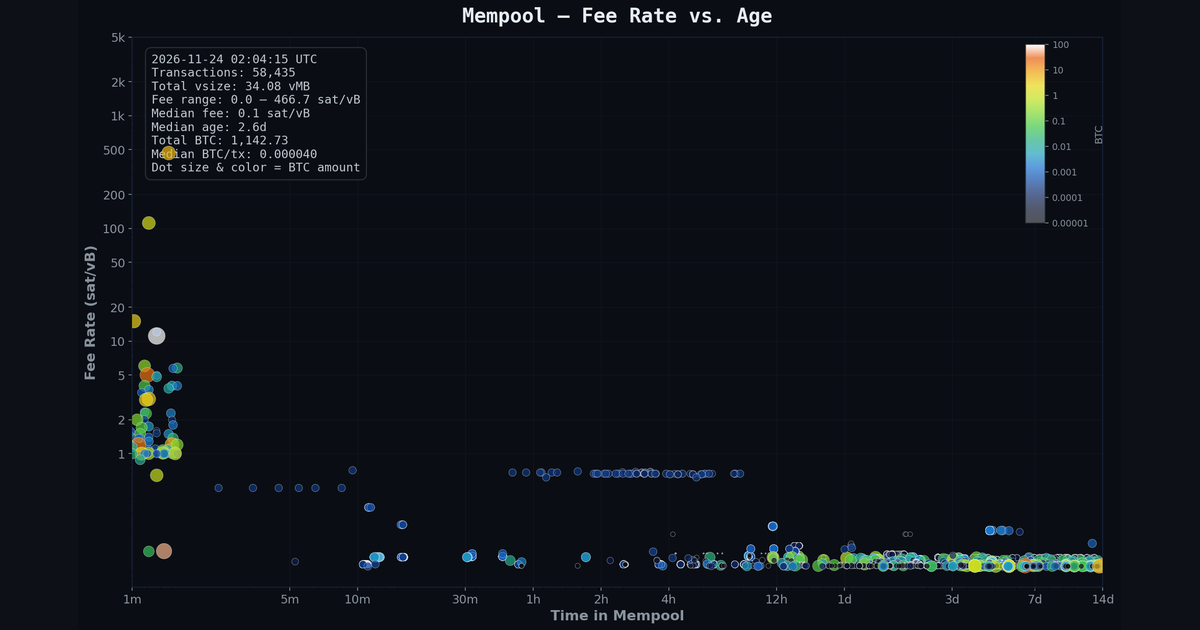 Mempool — Fee Rate vs. Age
5k
2k
1k
500
200
100
50
20
10
5
2
1
Fee Rate (sat/vB)
2026-11-24 02:04:15 UTC
Transactions: 58,435
Total vsize: 34.08 vMB
Fee range: 0.0 — 466.7 sat/vB
Median fee: 0.1 sat/vB
Median age: 2.6d
Total BTC: 1,142.73
Median BTC/tx: 0.000040
Dot size & color = BTC amount
100
10
1
0.1
0.01
0.001
0.0001
0.00001
BTC
1m
5m
10m
30m
1h
2h
4h
12h
1d
3d
7d
14d
Time in Mempool